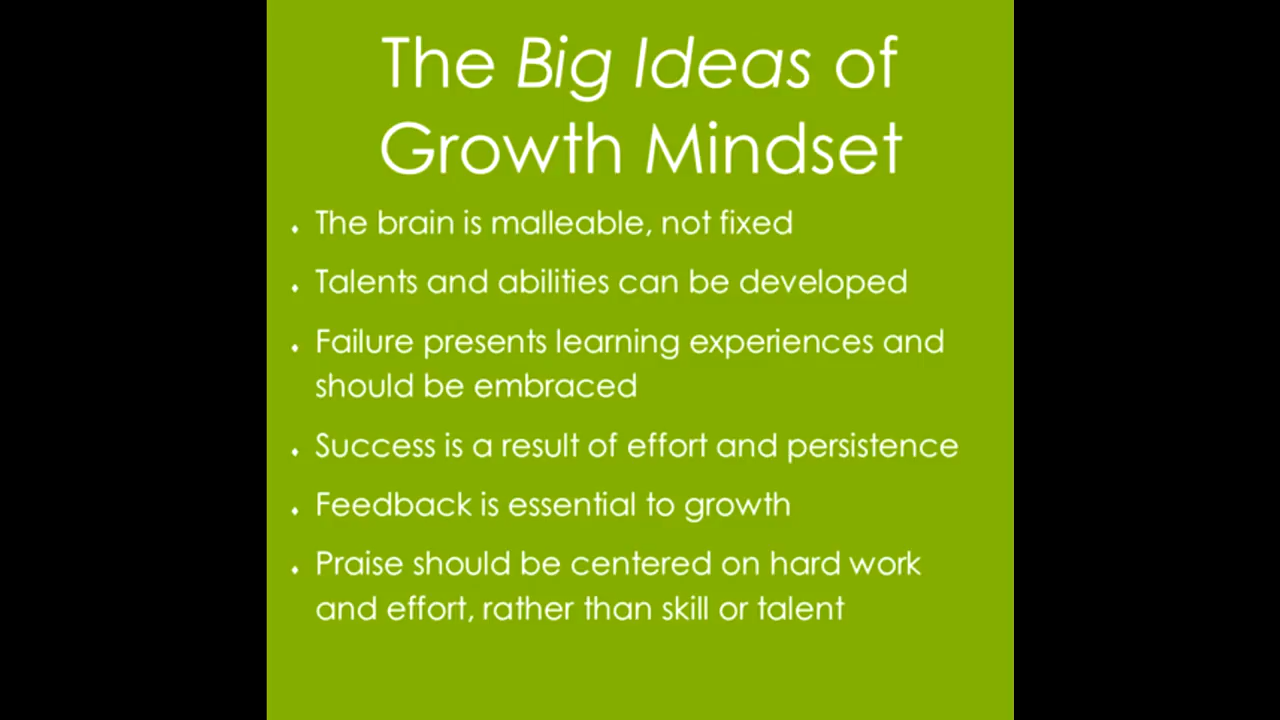 The Big Ideas of
Growth Mindset
The brain is malleable, not fixed
Talents and abilities can be developed
Failure presents learning experiences and
should be embraced
Success is a result of effort and persistence
Feedback is essential to growth
Praise should be centered on hard work
and effort, rather than skill or talent